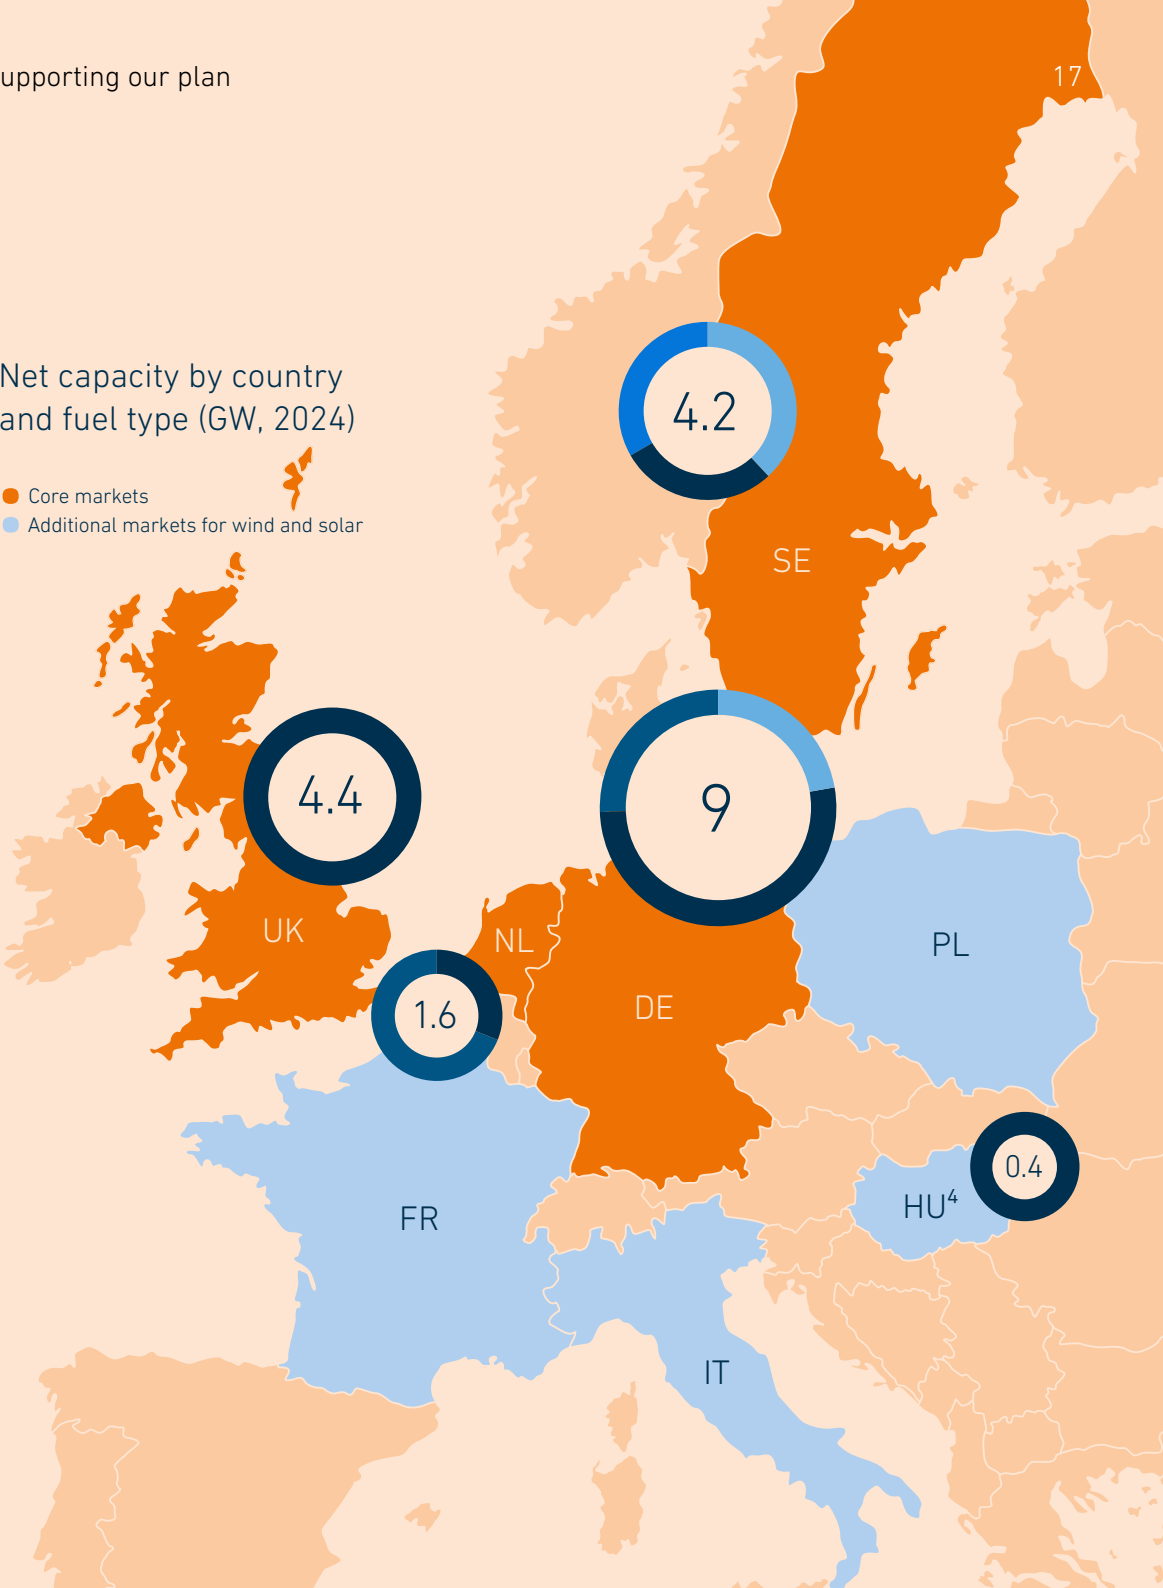 upporting our plan
17
Net capacity by country
and fuel type (GW, 2024)
Core markets
Additional markets for wind and solar
4.2
SE
4.4
9
UK
NL
PL
1.6
DE
0.4
HU⁴
FR
IT